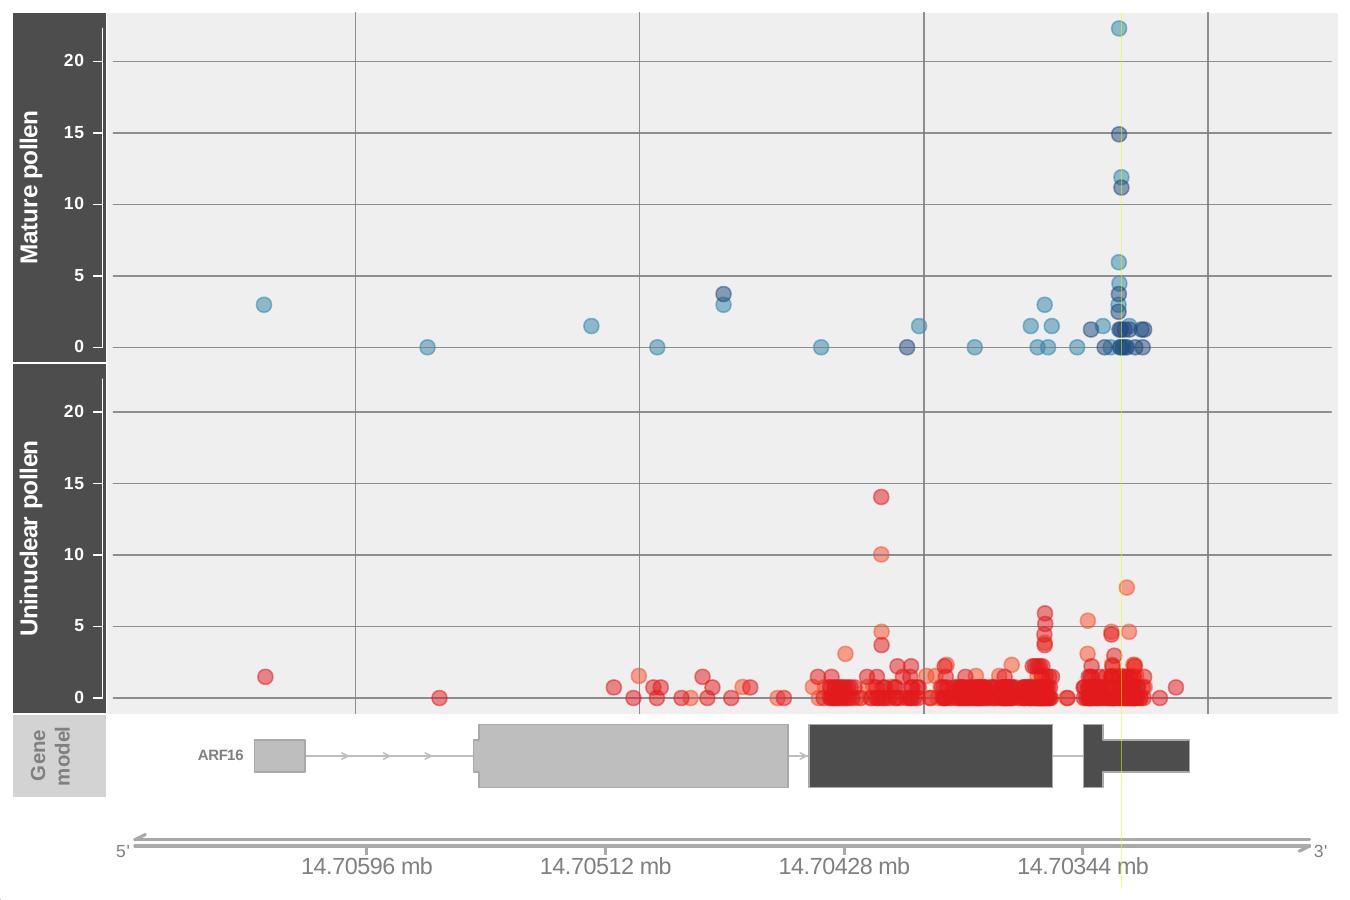 20
15
10
5
0
Mature pollen
20
15
10
5
0
Uninuclear pollen
Gene
model
ARF16
5'
3'
14.70596 mb
14.70512 mb
14.70428 mb
14.70344 mb